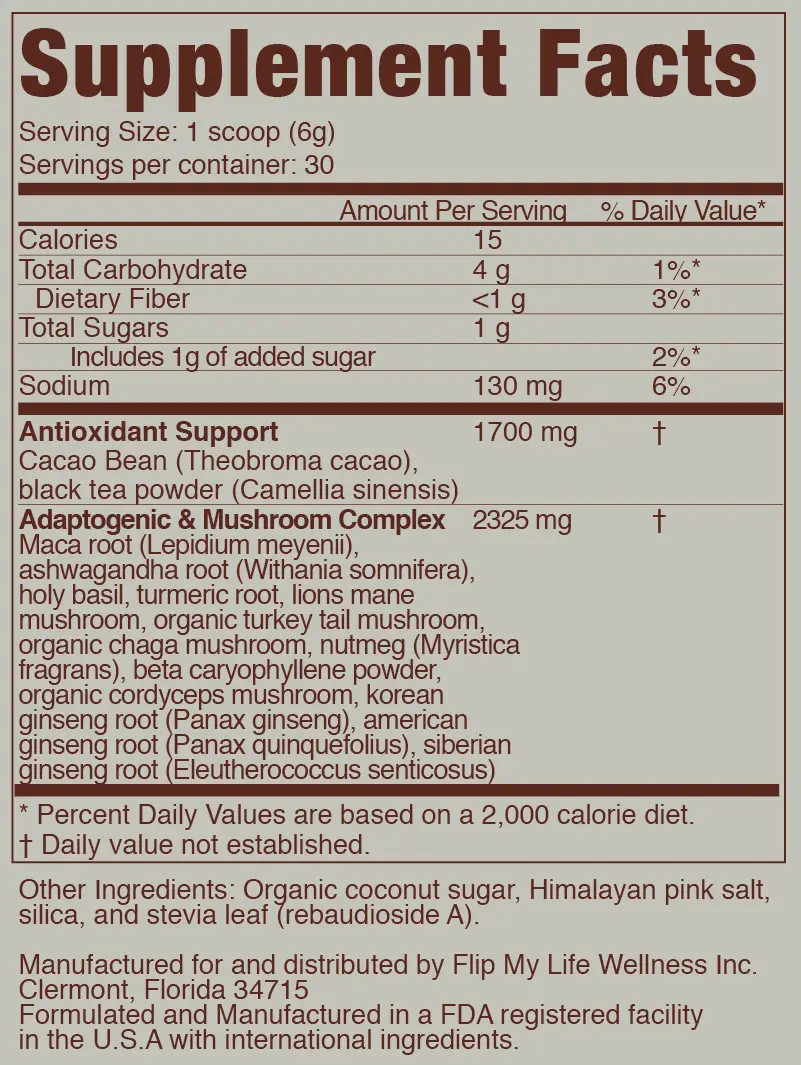 Supplement Facts
Serving Size: 1 scoop (6g)
Servings per container: 30
Amount Per Serving % Daily Value*
Calories 15
Total Carbohydrate 4 g 1%*
Dietary Fiber <1 g 3%*
Total Sugars 1 g
Includes 1g of added sugar 2%*
Sodium 130 mg 6%
Antioxidant Support 1700 mg †
Cacao Bean (Theobroma cacao),
black tea powder (Camellia sinensis)
Adaptogenic & Mushroom Complex 2325 mg †
Maca root (Lepidium meyenii),
ashwagandha root (Withania somnifera),
holy basil, turmeric root, lions mane
mushroom, organic turkey tail mushroom,
organic chaga mushroom, nutmeg (Myristica
fragrans), beta caryophyllene powder,
organic cordyceps mushroom, korean
ginseng root (Panax ginseng), american
ginseng root (Panax quinquefolius), siberian
ginseng root (Eleutherococcus senticosus)
* Percent Daily Values are based on a 2,000 calorie diet.
† Daily value not established.
Other Ingredients: Organic coconut sugar, Himalayan pink salt,
silica, and stevia leaf (rebaudioside A).
Manufactured for and distributed by Flip My Life Wellness Inc.
Clermont, Florida 34715
Formulated and Manufactured in a FDA registered facility
in the U.S.A with international ingredients.